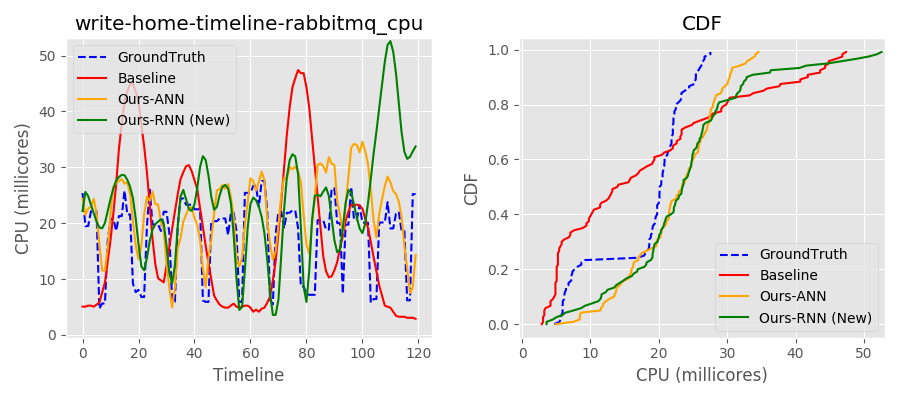 write-home-timeline-rabbitmq_cpu
CPU (millicores)
50
40
30
20
10
0
GroundTruth
Baseline
Ours-ANN
Ours-RNN (New)
0
20
40
60
80
100
120
Timeline
CDF
CDF
1.0
0.8
0.6
0.4
0.2
0.0
GroundTruth
Baseline
Ours-ANN
Ours-RNN (New)
0
10
20
30
40
50
CPU (millicores)